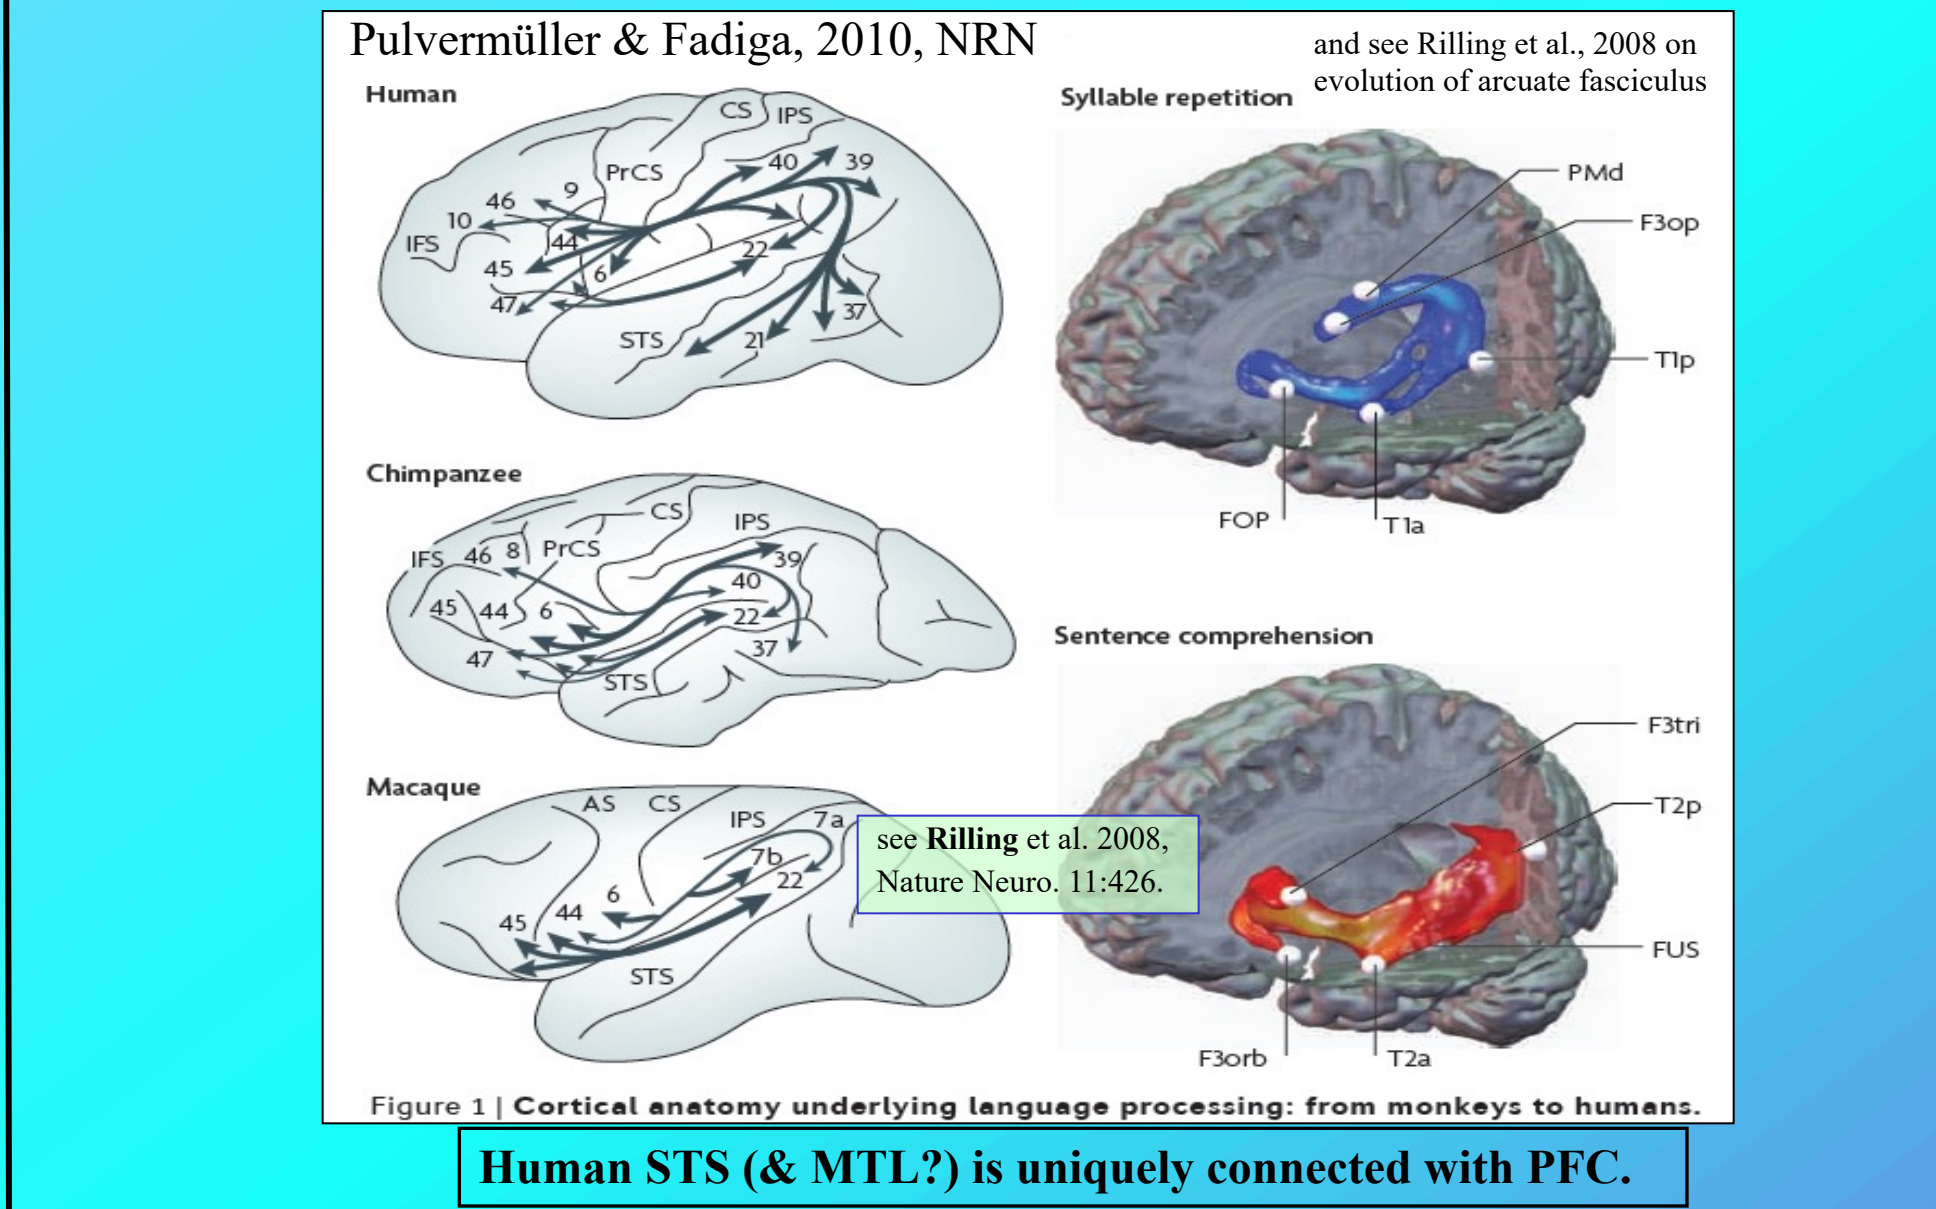 Pulvermüller & Fadiga, 2010, NRN
and see Rilling et al., 2008 on
evolution of arcuate fasciculus
Human
CS
IPS
40
39
PrCS
9
46
10
IFS
44
45
6
22
47
STS
21
37
Chimpanzee
CS
IPS
IFS
46
8
PrCS
39
40
45
44
6
22
47
37
STS
Macaque
AS
CS
IPS
7a
7b
22
6
44
45
STS
see Rilling et al. 2008,
Nature Neuro. 11:426.
Syllable repetition
PMd
F3op
T1p
FOP
T1a
Sentence comprehension
F3tri
T2p
FUS
F3orb
T2a
Figure 1 | Cortical anatomy underlying language processing: from monkeys to humans.
Human STS (& MTL?) is uniquely connected with PFC.